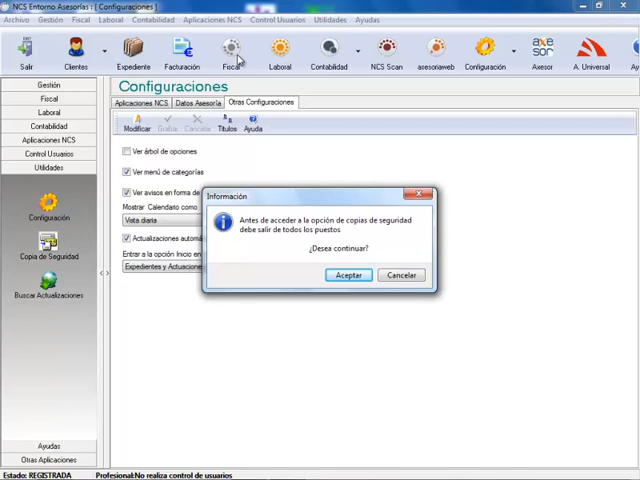 NCS Entorno Asesorías : [ Configuraciones ]
Archivo Gestión Fiscal Laboral Contabilidad Aplicaciones NCS Control Usuarios Utilidades Ayudas
Salir Clientes Expediente Facturación Fiscal Laboral Contabilidad NCS Scan asesoriaweb Configuración Axesor A. Universal Ay
axe
sor
Gestión
Fiscal
Laboral
Contabilidad
Aplicaciones NCS
Control Usuarios
Utilidades
Configuración
Copia de Seguridad
Buscar Actualizaciones
Ayudas
Otras Aplicaciones
Configuraciones
Aplicaciones NCS Datos Asesoría Otras Configuraciones
Modificar Grabar Cancelar Titulos Ayuda
Ver árbol de opciones
Ver menú de categorías
Ver avisos en forma de
Mostrar Calendario como
Vista diaria
Actualizaciones automá
Entrar a la opción Inicio en
Expedientes y Actuacione
Información
Antes de acceder a la opción de copias de seguridad
debe salir de todos los puestos
¿Desea continuar?
Aceptar Cancelar
Estado: REGISTRADA Profesional:No realiza control de usuarios